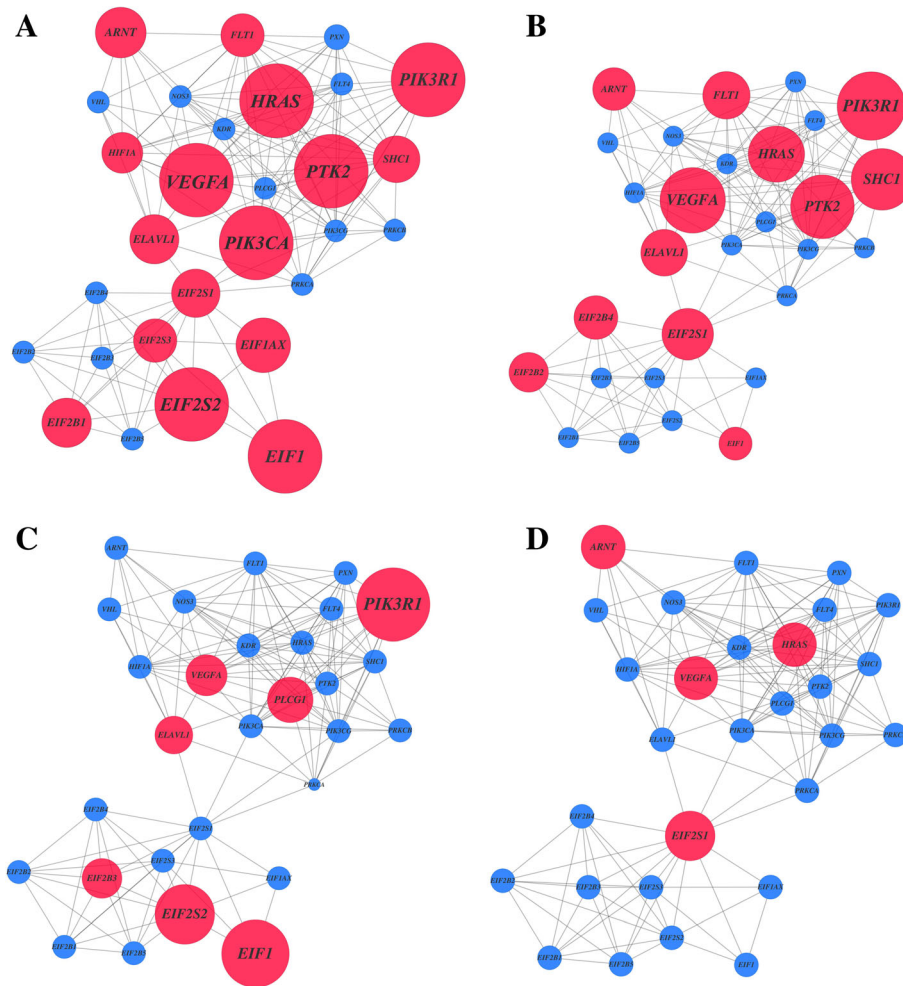 A
ARNT
FLT1
PXN
PIK3R1
VHL
NOS3
HRAS
FLT4
KDR
HIF1A
VEGFA
PLCG1
PTK2
SHC1
ELAVL1
PIK3CA
PIK3CG
PRKCB
PRKCA
EIF2B4
EIF2S1
EIF2B2
EIF2B3
EIF2S3
EIF1AX
EIF2B1
EIF2B5
EIF2S2
EIF1
B
ARNT
FLT1
PXN
PIK3R1
VHL
NOS3
FLT4
KDR
HRAS
SHC1
HIF1A
VEGFA
PLCG1
PTK2
ELAVL1
PIK3CA
PIK3CG
PRKCB
PRKCA
EIF2B4
EIF2S1
EIF2B2
EIF2B3
EIF2S3
EIF1AX
EIF2B1
EIF2B5
EIF2S2
EIF1
C
ARNT
FLT1
PXN
PIK3R1
VHL
NOS3
FLT4
KDR
HRAS
SHC1
HIF1A
VEGFA
PTK2
PLCG1
ELAVL1
PIK3CA
PIK3CG
PRKCB
PRKCA
EIF2B4
EIF2S1
EIF2B2
EIF2B3
EIF2S3
EIF1AX
EIF2B1
EIF2B5
EIF2S2
EIF1
D
ARNT
FLT1
PXN
PIK3R1
VHL
NOS3
FLT4
KDR
HRAS
SHC1
HIF1A
VEGFA
PTK2
PLCG1
ELAVL1
PIK3CA
PIK3CG
PRKC
PRKCA
EIF2B4
EIF2S1
EIF2B2
EIF2B3
EIF2S3
EIF1AX
EIF2B1
EIF2B5
EIF2S2
EIF1